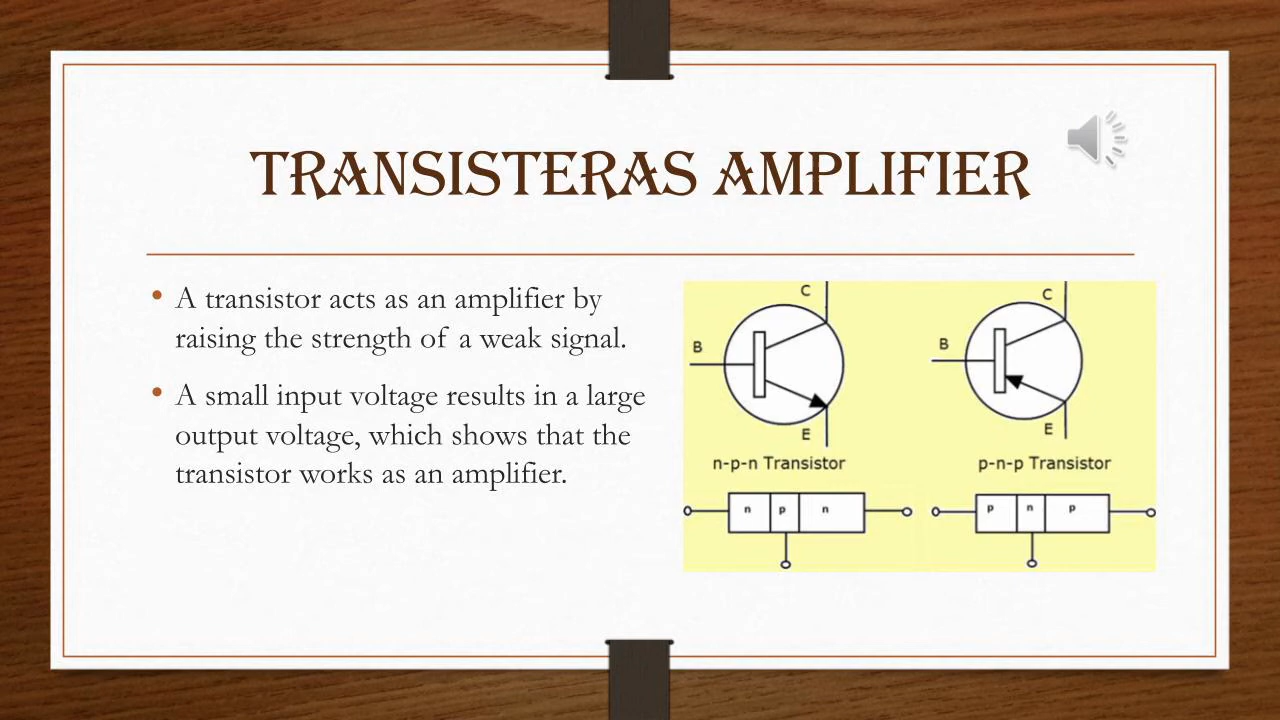 TRANSISTERAS AMPLIFIER
• A transistor acts as an amplifier by
raising the strength of a weak signal.
• A small input voltage results in a large
output voltage, which shows that the
transistor works as an amplifier.
C
B
E
n-p-n Transistor
n p n
C
B
E
p-n-p Transistor
p n p